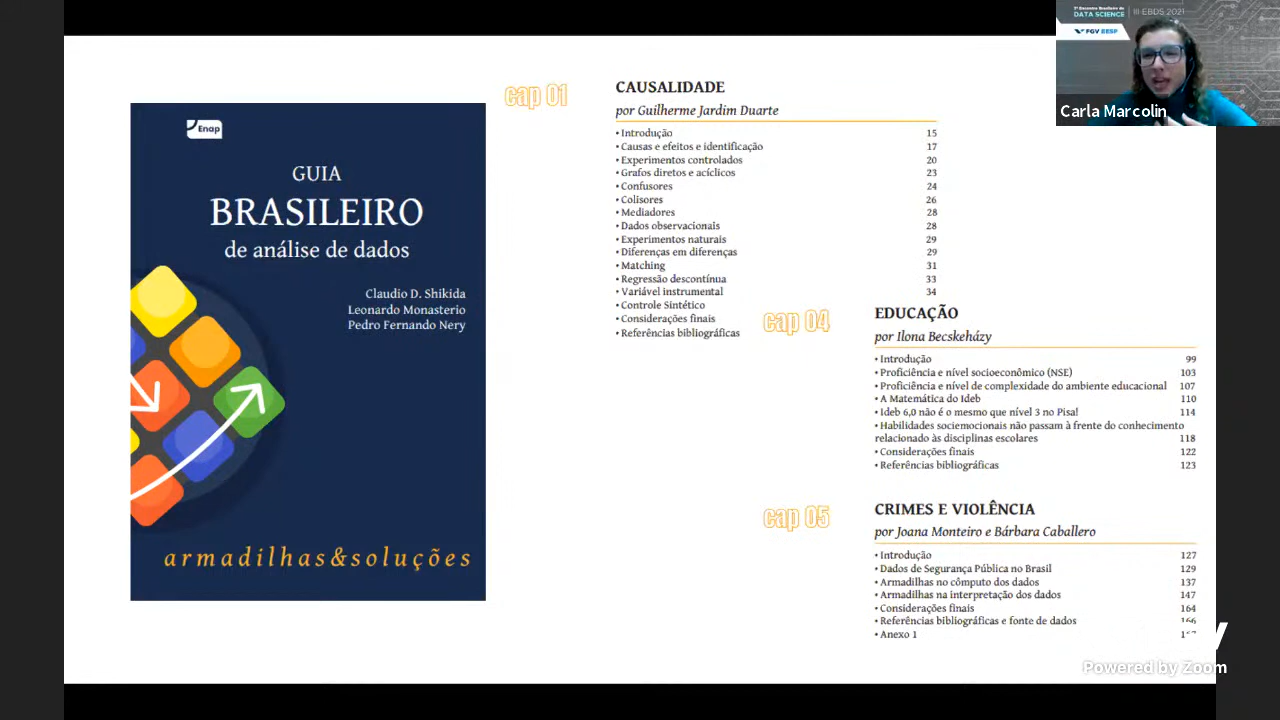 1º Encontro Brasileiro de
DATA SCIENCE
III EBDS 2021
FGV EESP
Carla Marcolin
Enap
GUIA
BRASILEIRO
de análise de dados
Claudio D. Shikida
Leonardo Monasterio
Pedro Fernando Nery
armadilhas&soluções
cap 01
CAUSALIDADE
por Guilherme Jardim Duarte
• Introdução 15
• Causas e efeitos e identificação 17
• Experimentos controlados 20
• Grafos diretos e acíclicos 23
• Confusores 24
• Colisores 26
• Mediadores 28
• Dados observacionais 28
• Experimentos naturais 29
• Diferenças em diferenças 29
• Matching 31
• Regressão descontínua 33
• Variável instrumental 34
• Controle Sintético
• Considerações finais
• Referências bibliográficas
cap 04
EDUCAÇÃO
por Ilona Becskeházy
• Introdução 99
• Proficiência e nível socioeconômico (NSE) 103
• Proficiência e nível de complexidade do ambiente educacional 107
• A Matemática do Ideb 110
• Ideb 6,0 não é o mesmo que nível 3 no Pisa! 114
• Habilidades sociemocionais não passam à frente do conhecimento
relacionado às disciplinas escolares 118
• Considerações finais 122
• Referências bibliográficas 123
cap 05
CRIMES E VIOLÊNCIA
por Joana Monteiro e Bárbara Caballero
• Introdução 127
• Dados de Segurança Pública no Brasil 129
• Armadilhas no cômputo dos dados 137
• Armadilhas na interpretação dos dados 147
• Considerações finais 164
• Referências bibliográficas e fonte de dados 166
• Anexo 1
Powered by Zoom